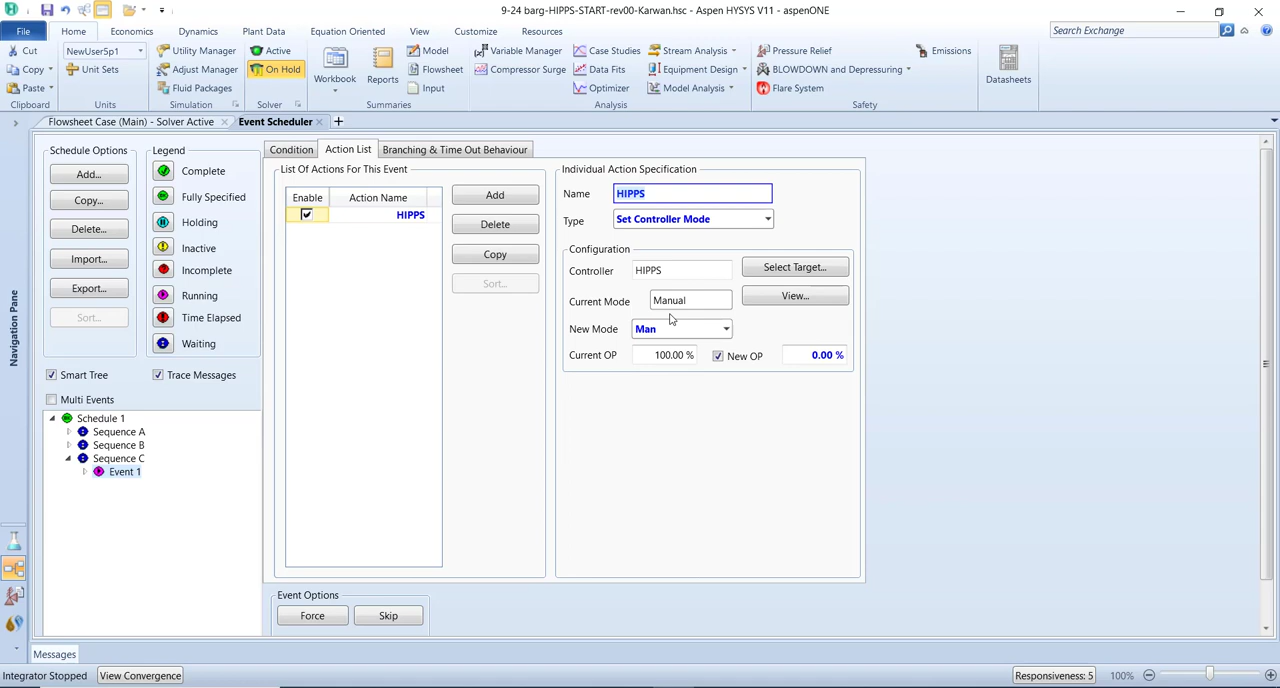 9-24 barg-HIPPS-START-rev00-Karwan.hsc - Aspen HYSYS V11 - aspenONE
File Home Economics Dynamics Plant Data Equation Oriented View Customize Resources Search Exchange
Cut NewUser5p1 Utility Manager Active Model Variable Manager Case Studies Stream Analysis Pressure Relief Emissions
Copy Unit Sets Adjust Manager On Hold Workbook Reports Flowsheet Compressor Surge Data Fits Equipment Design BLOWDOWN and Depressuring Datasheets
Paste Fluid Packages Input Optimizer Model Analysis Flare System
Clipboard Units Simulation Solver Summaries Analysis Safety
Flowsheet Case (Main) - Solver Active Event Scheduler
Navigation Pane
Schedule Options
Add...
Copy...
Delete...
Import...
Export...
Sort...
Legend
Complete
Fully Specified
Holding
Inactive
Incomplete
Running
Time Elapsed
Waiting
Smart Tree Trace Messages
Multi Events
Schedule 1
Sequence A
Sequence B
Sequence C
Event 1
Condition Action List Branching & Time Out Behaviour
List Of Actions For This Event
Enable Action Name
HIPPS
Add
Delete
Copy
Sort...
Individual Action Specification
Name HIPPS
Type Set Controller Mode
Configuration
Controller HIPPS Select Target...
Current Mode Manual View...
New Mode Man
Current OP 100.00 % New OP 0.00 %
Event Options
Force Skip
Messages
Integrator Stopped View Convergence Responsiveness: 5 100%